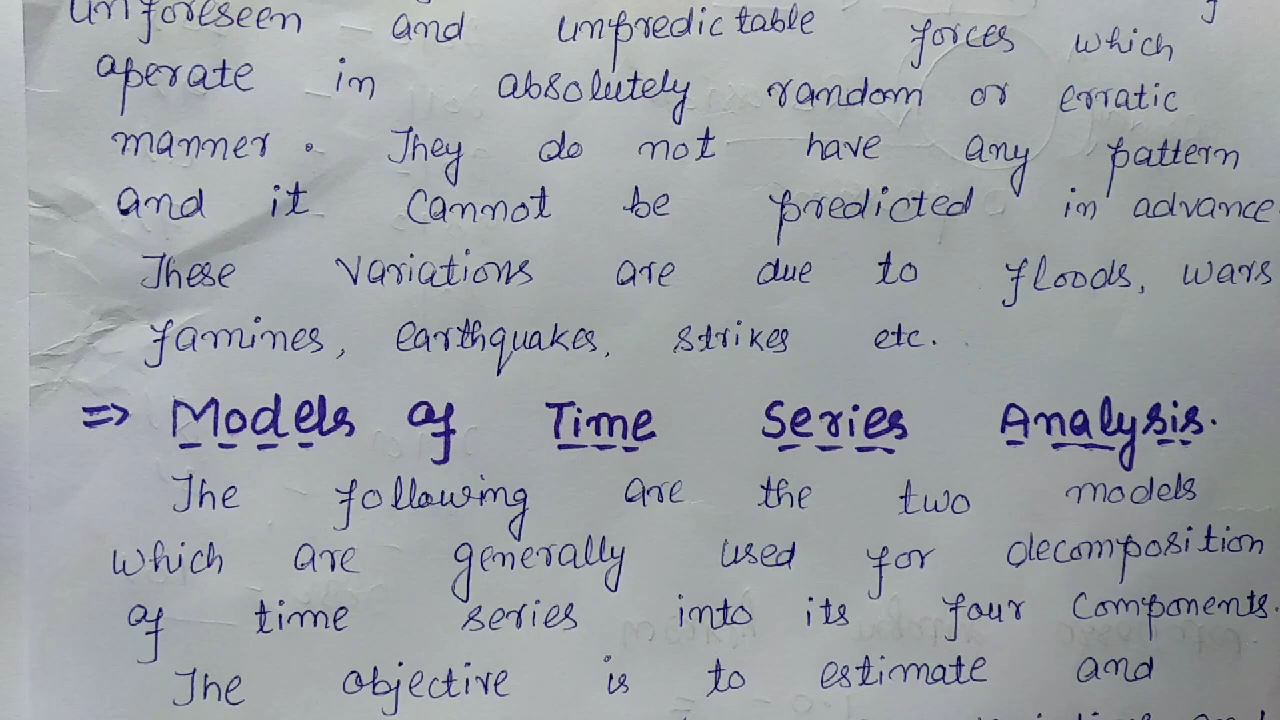 unforeseen and unpredictable forces which
operate in absolutely random or erratic
manner. They do not have any pattern
and it cannot be predicted in advance
These variations are due to floods, wars
famines, earthquakes, strikes etc.
=> Models of Time Series Analysis.
The following are the two models
which are generally used for decomposition
of time series into its four components.
The objective is to estimate and